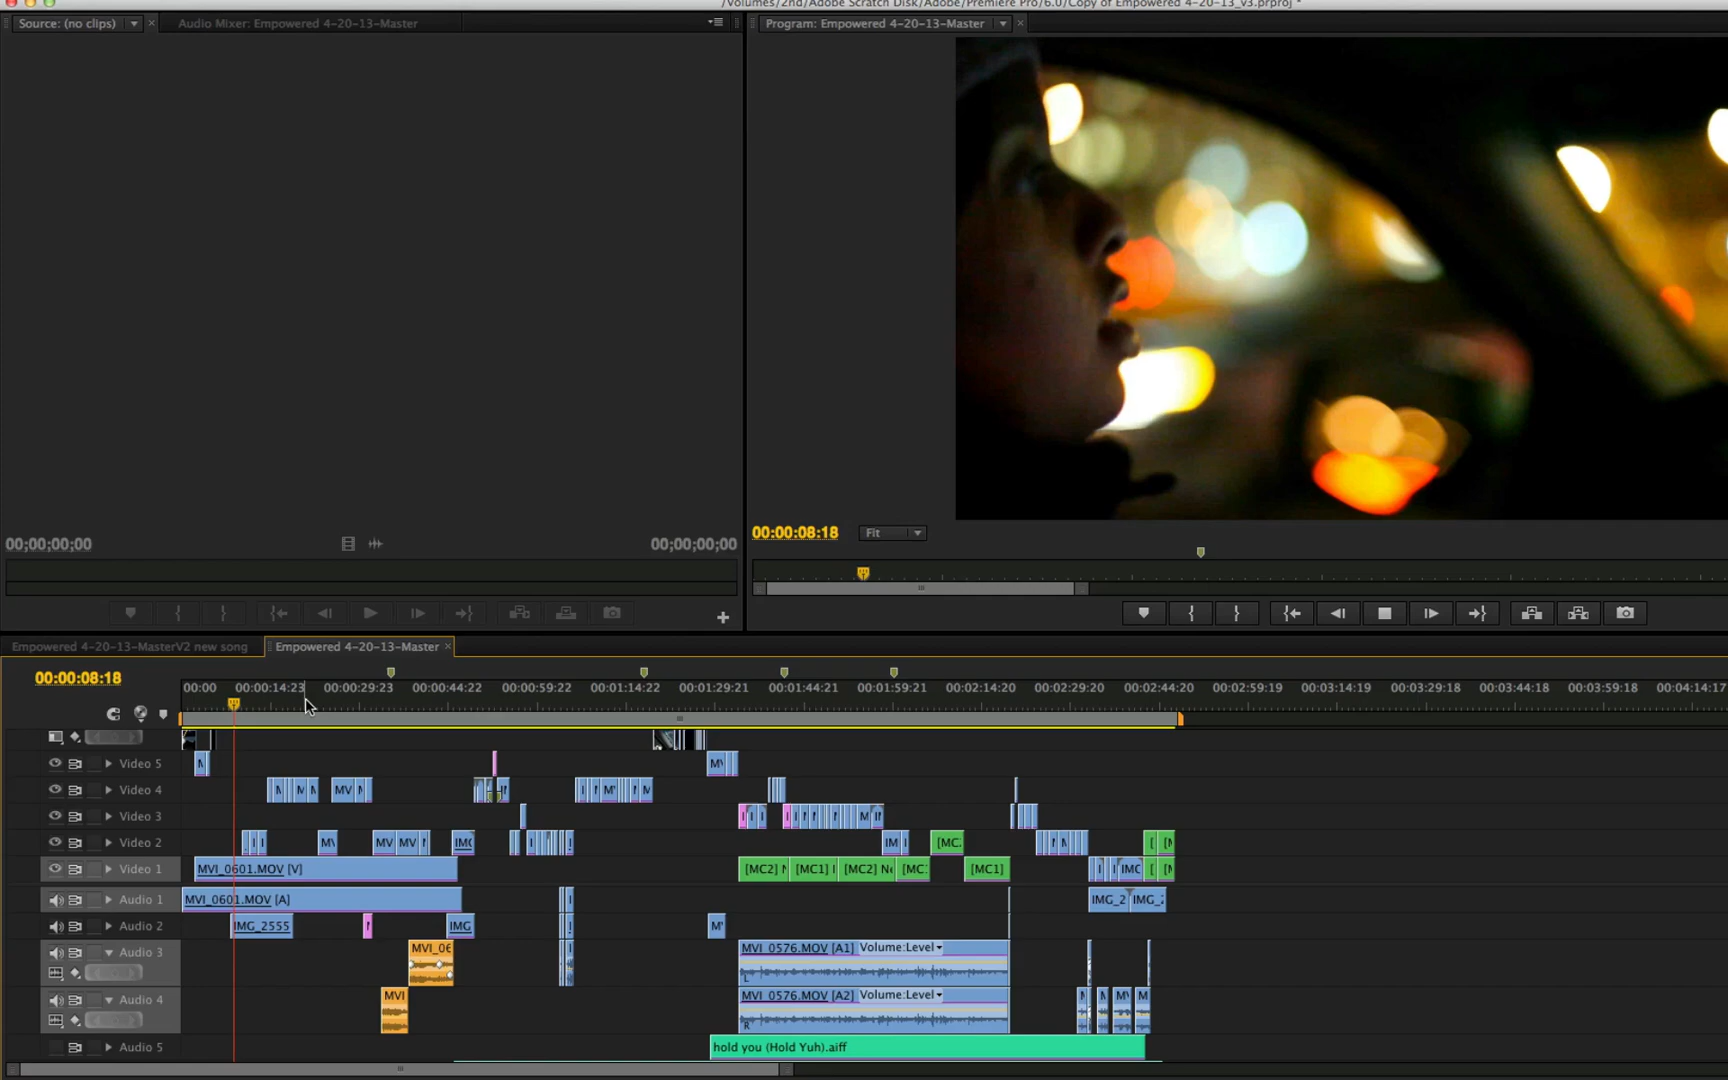 /Volumes/2nd/Adobe Scratch Disk/Adobe/Premiere Pro/6.0/Copy of Empowered 4-20-13_v3.prproj *
Source: (no clips)
Audio Mixer: Empowered 4-20-13-Master
Program: Empowered 4-20-13-Master
00;00;00;00
00;00;00;00
00:00:08:18
Fit
Empowered 4-20-13-MasterV2 new song
Empowered 4-20-13-Master
00:00:08:18
00:00 00:00:14:23 00:00:29:23 00:00:44:22 00:00:59:22 00:01:14:22 00:01:29:21 00:01:44:21 00:01:59:21 00:02:14:20 00:02:29:20 00:02:44:20 00:02:59:19 00:03:14:19 00:03:29:18 00:03:44:18 00:03:59:18 00:04:14:17
Video 5
Video 4 MV
Video 3
Video 2 MV MV MV IM [MC
Video 1 MVI_0601.MOV [V] [MC2] [MC1] [MC2] Ne [MC [MC1] IMC
Audio 1 MVI_0601.MOV [A] IMG_2 IMG_
Audio 2 IMG_2555 IMG
Audio 3 MVI_06 MVI_0576.MOV [A1] Volume:Level
L
Audio 4 MVI MVI_0576.MOV [A2] Volume:Level
R
Audio 5 hold you (Hold Yuh).aiff